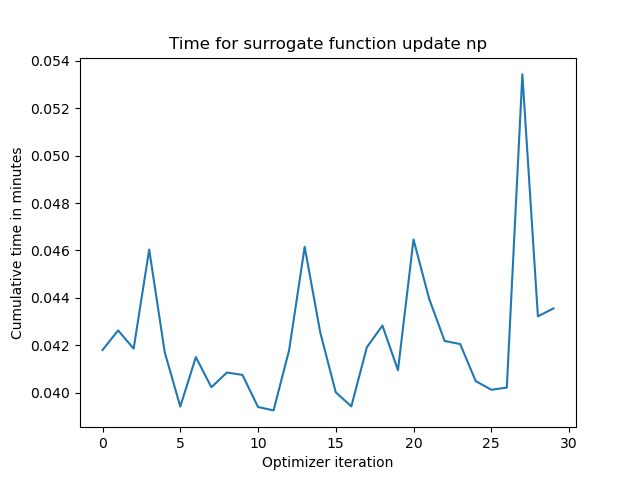 Time for surrogate function update np
0.054
0.052
0.050
0.048
0.046
0.044
0.042
0.040
Cumulative time in minutes
0 5 10 15 20 25 30
Optimizer iteration